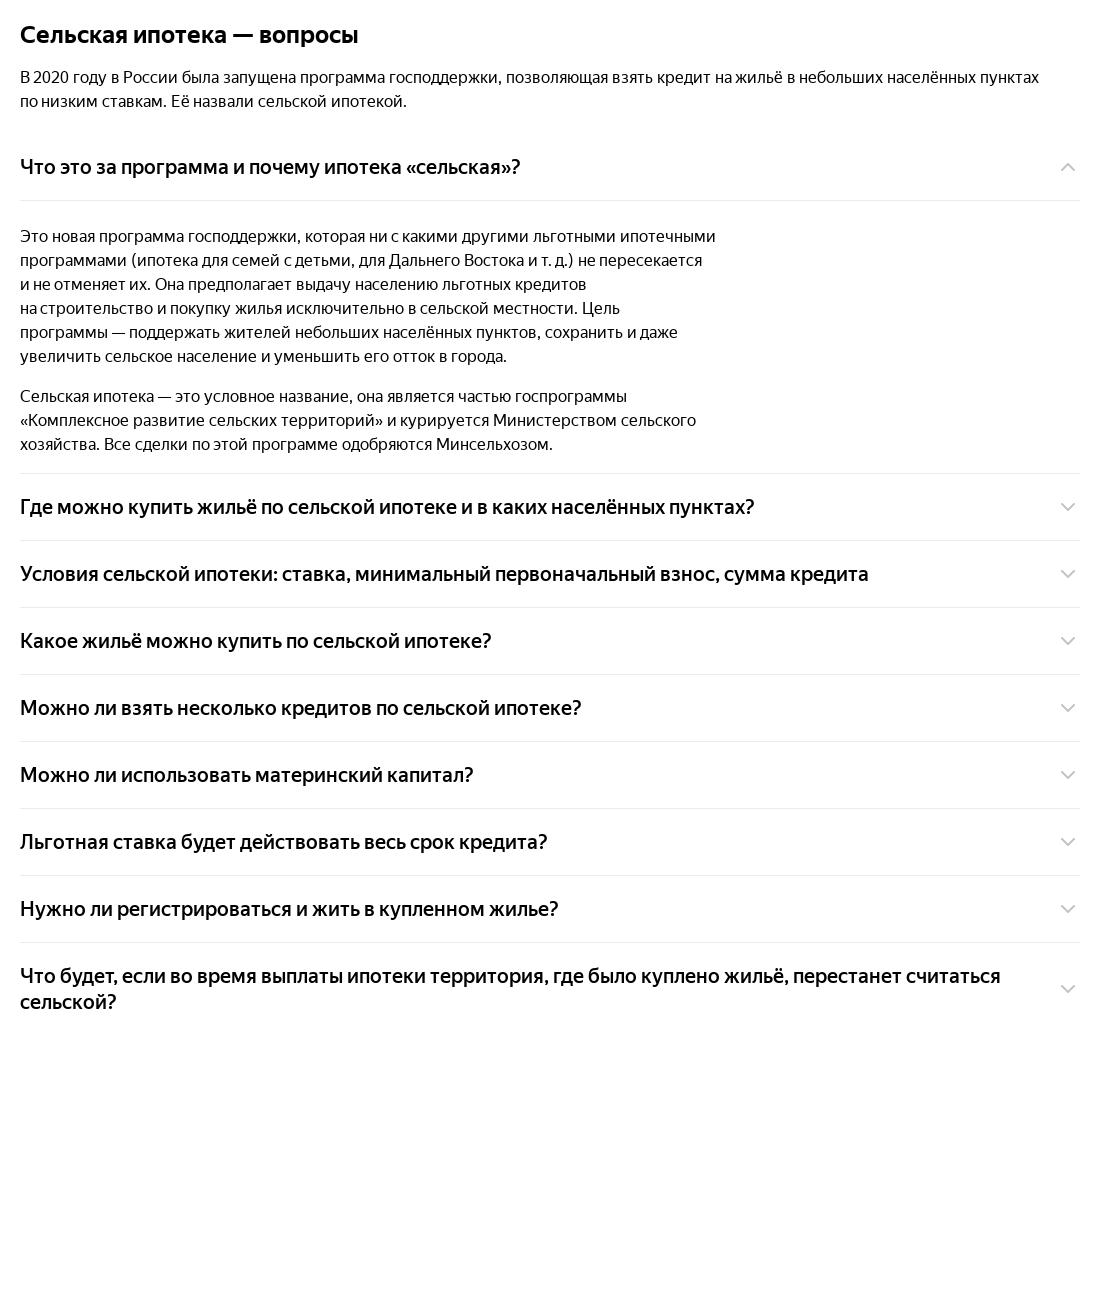 Сельская ипотека — вопросы
В 2020 году в России была запущена программа господдержки, позволяющая взять кредит на жильё в небольших населённых пунктах
по низким ставкам. Её назвали сельской ипотекой.
Что это за программа и почему ипотека «сельская»?
Это новая программа господдержки, которая ни с какими другими льготными ипотечными
программами (ипотека для семей с детьми, для Дальнего Востока и т. д.) не пересекается
и не отменяет их. Она предполагает выдачу населению льготных кредитов
на строительство и покупку жилья исключительно в сельской местности. Цель
программы — поддержать жителей небольших населённых пунктов, сохранить и даже
увеличить сельское население и уменьшить его отток в города.
Сельская ипотека — это условное название, она является частью госпрограммы
«Комплексное развитие сельских территорий» и курируется Министерством сельского
хозяйства. Все сделки по этой программе одобряются Минсельхозом.
Где можно купить жильё по сельской ипотеке и в каких населённых пунктах?
Условия сельской ипотеки: ставка, минимальный первоначальный взнос, сумма кредита
Какое жильё можно купить по сельской ипотеке?
Можно ли взять несколько кредитов по сельской ипотеке?
Можно ли использовать материнский капитал?
Льготная ставка будет действовать весь срок кредита?
Нужно ли регистрироваться и жить в купленном жилье?
Что будет, если во время выплаты ипотеки территория, где было куплено жильё, перестанет считаться
сельской?